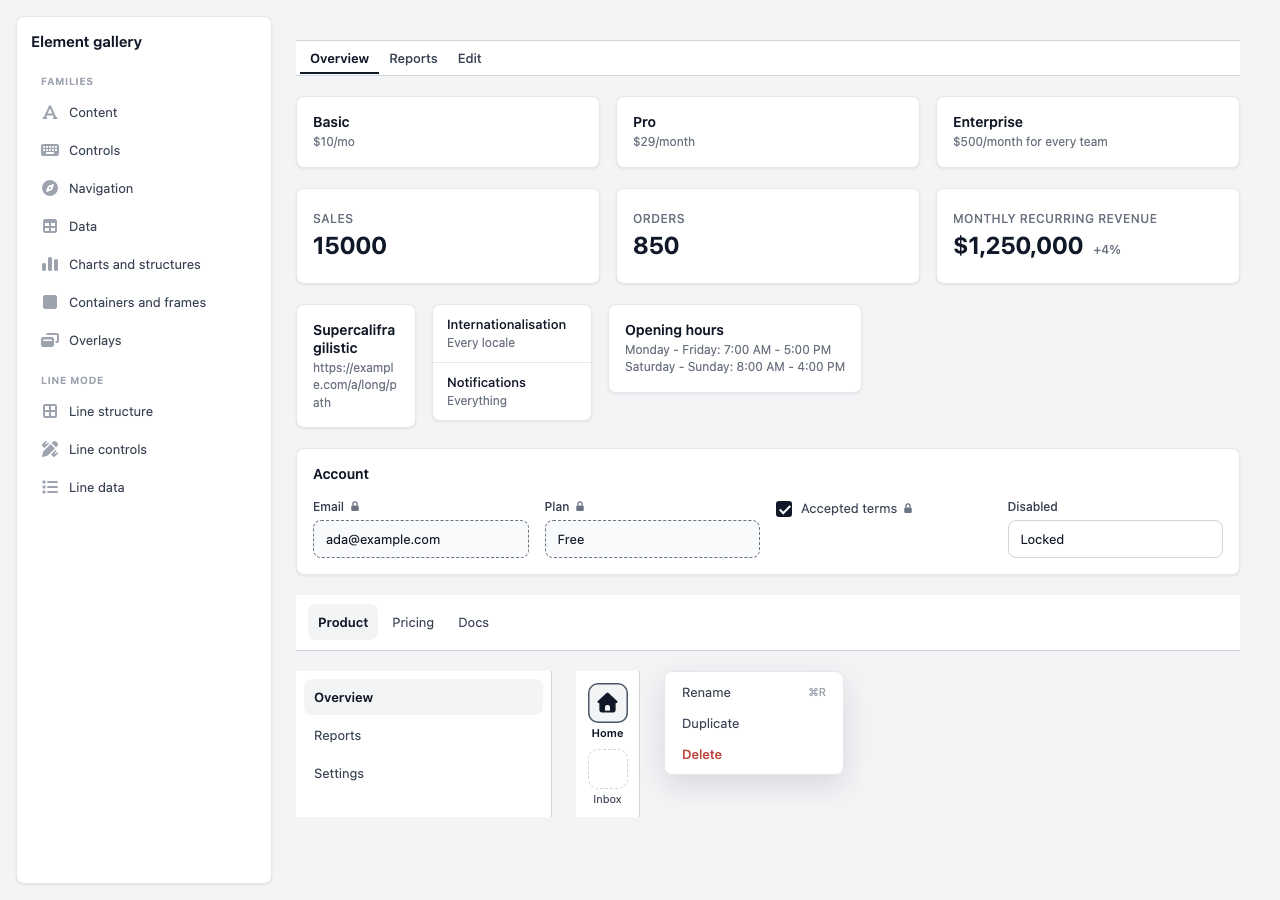 Element gallery
FAMILIES
Content
Controls
Navigation
Data
Charts and structures
Containers and frames
Overlays
LINE MODE
Line structure
Line controls
Line data
Overview Reports Edit
Basic
$10/mo
Pro
$29/month
Enterprise
$500/month for every team
SALES
15000
ORDERS
850
MONTHLY RECURRING REVENUE
$1,250,000 +4%
Supercalifra
gilistic
https://exampl
e.com/a/long/p
ath
Internationalisation
Every locale
Notifications
Everything
Opening hours
Monday - Friday: 7:00 AM - 5:00 PM
Saturday - Sunday: 8:00 AM - 4:00 PM
Account
Email
ada@example.com
Plan
Free
Accepted terms
Disabled
Locked
Product Pricing Docs
Overview
Reports
Settings
Home
Inbox
Rename ⌘R
Duplicate
Delete